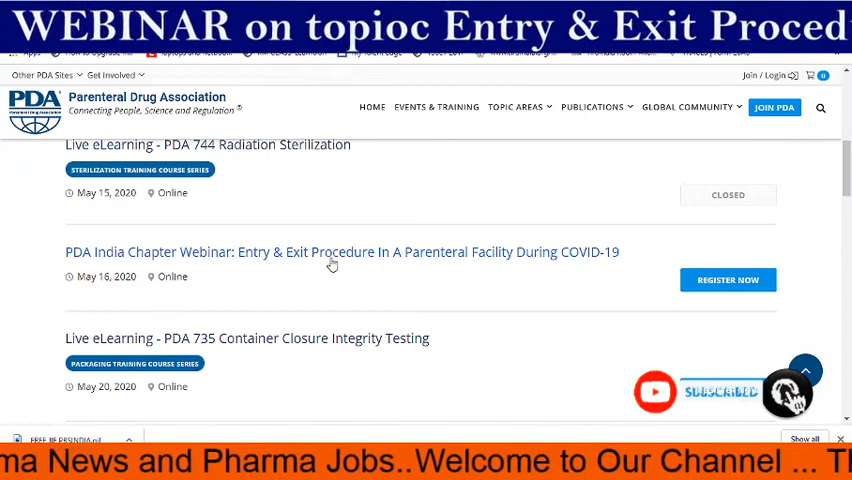 WEBINAR on topioc Entry & Exit Proced
Apps
Other PDA Sites Get Involved
Join / Login 0
PDA
Parenteral Drug Association
Connecting People, Science and Regulation ®
HOME EVENTS & TRAINING TOPIC AREAS PUBLICATIONS GLOBAL COMMUNITY JOIN PDA
Live eLearning - PDA 744 Radiation Sterilization
STERILIZATION TRAINING COURSE SERIES
May 15, 2020 Online
CLOSED
PDA India Chapter Webinar: Entry & Exit Procedure In A Parenteral Facility During COVID-19
May 16, 2020 Online
REGISTER NOW
Live eLearning - PDA 735 Container Closure Integrity Testing
PACKAGING TRAINING COURSE SERIES
May 20, 2020 Online
SUBSCRIBED
Show all
ma News and Pharma Jobs..Welcome to Our Channel ... Th